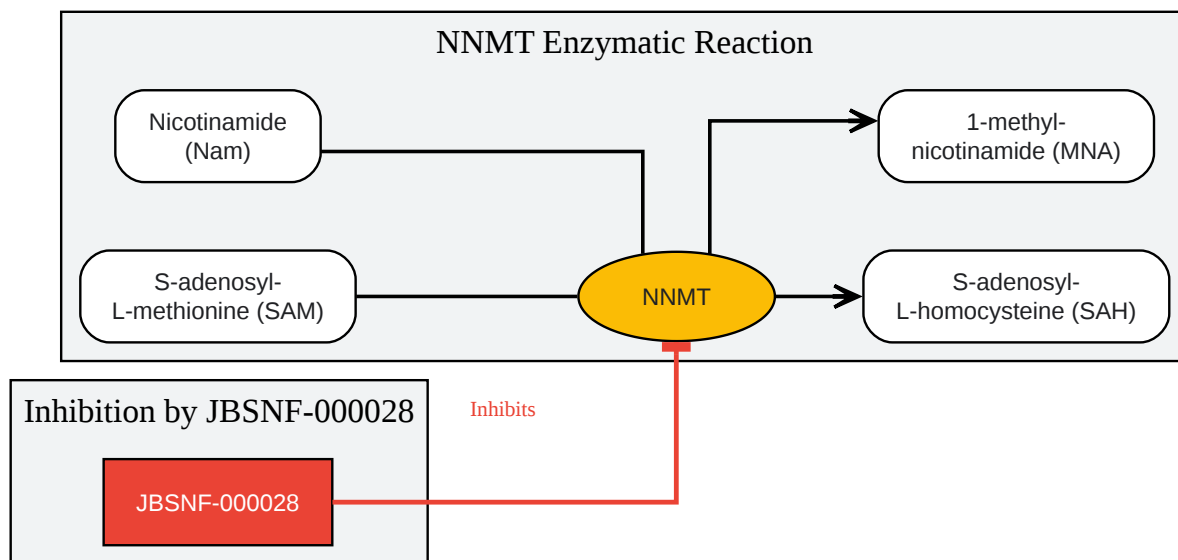 NNMT Enzymatic Reaction
Nicotinamide
(Nam)
1-methyl-
nicotinamide (MNA)
S-adenosyl-
L-methionine (SAM)
NNMT
S-adenosyl-
L-homocysteine (SAH)
Inhibition by JBSNF-000028
Inhibits
JBSNF-000028